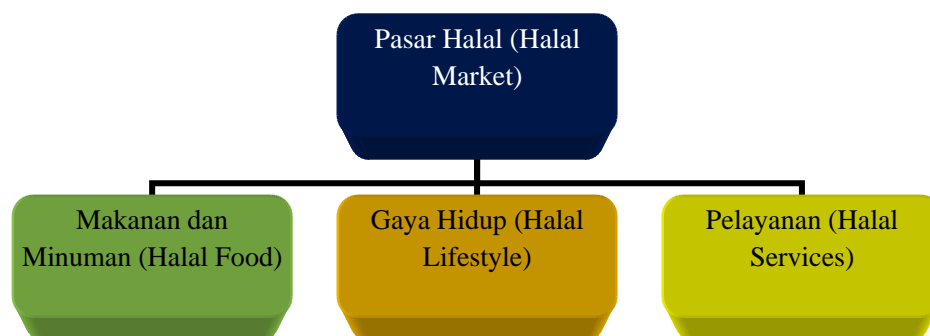 Pasar Halal (Halal
Market)
Makanan dan
Minuman (Halal Food)
Gaya Hidup (Halal
Lifestyle)
Pelayanan (Halal
Services)